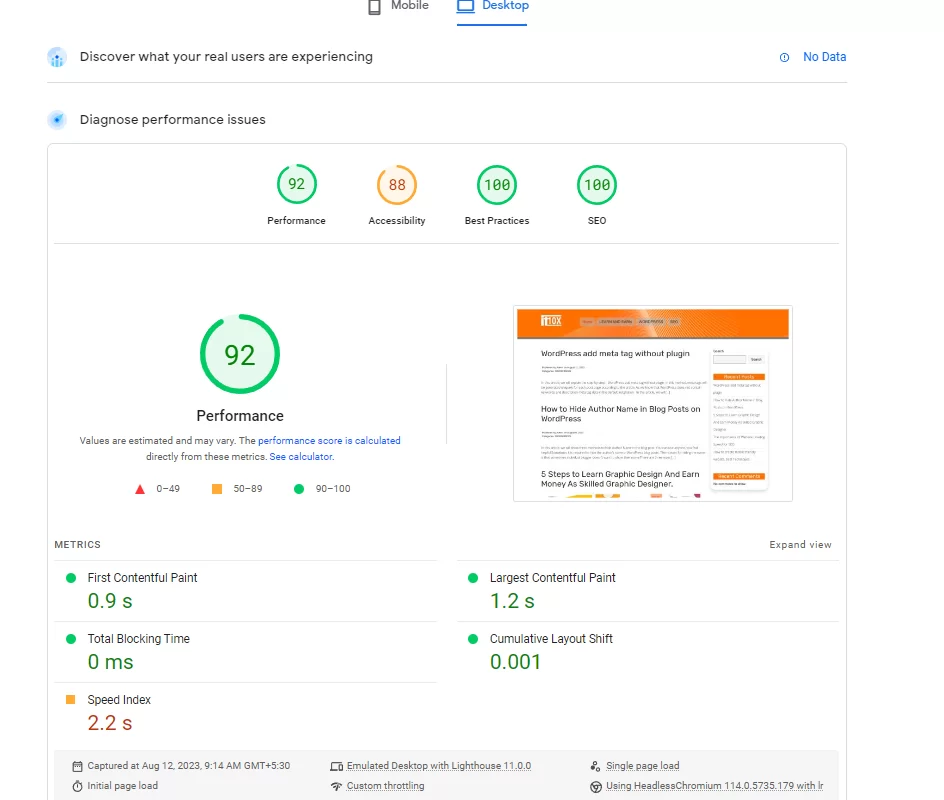 Mobile
Desktop
Discover what your real users are experiencing
No Data
Diagnose performance issues
92
88
100
100
Performance
Accessibility
Best Practices
SEO
92
Performance
Values are estimated and may vary. The performance score is calculated
directly from these metrics. See calculator.
0–49
50–89
90–100
WordPress add meta tag without plugin
How to Hide Author Name in Blog Posts on
WordPress
5 Steps to Learn Graphic Design And Earn
Money As Skilled Graphic Designer.
Search
Search
Recent Posts
Recent Comments
METRICS
Expand view
First Contentful Paint
0.9 s
Largest Contentful Paint
1.2 s
Total Blocking Time
0 ms
Cumulative Layout Shift
0.001
Speed Index
2.2 s
Captured at Aug 12, 2023, 9:14 AM GMT+5:30
Emulated Desktop with Lighthouse 11.0.0
Single page load
Initial page load
Custom throttling
Using HeadlessChromium 114.0.5735.179 with lr